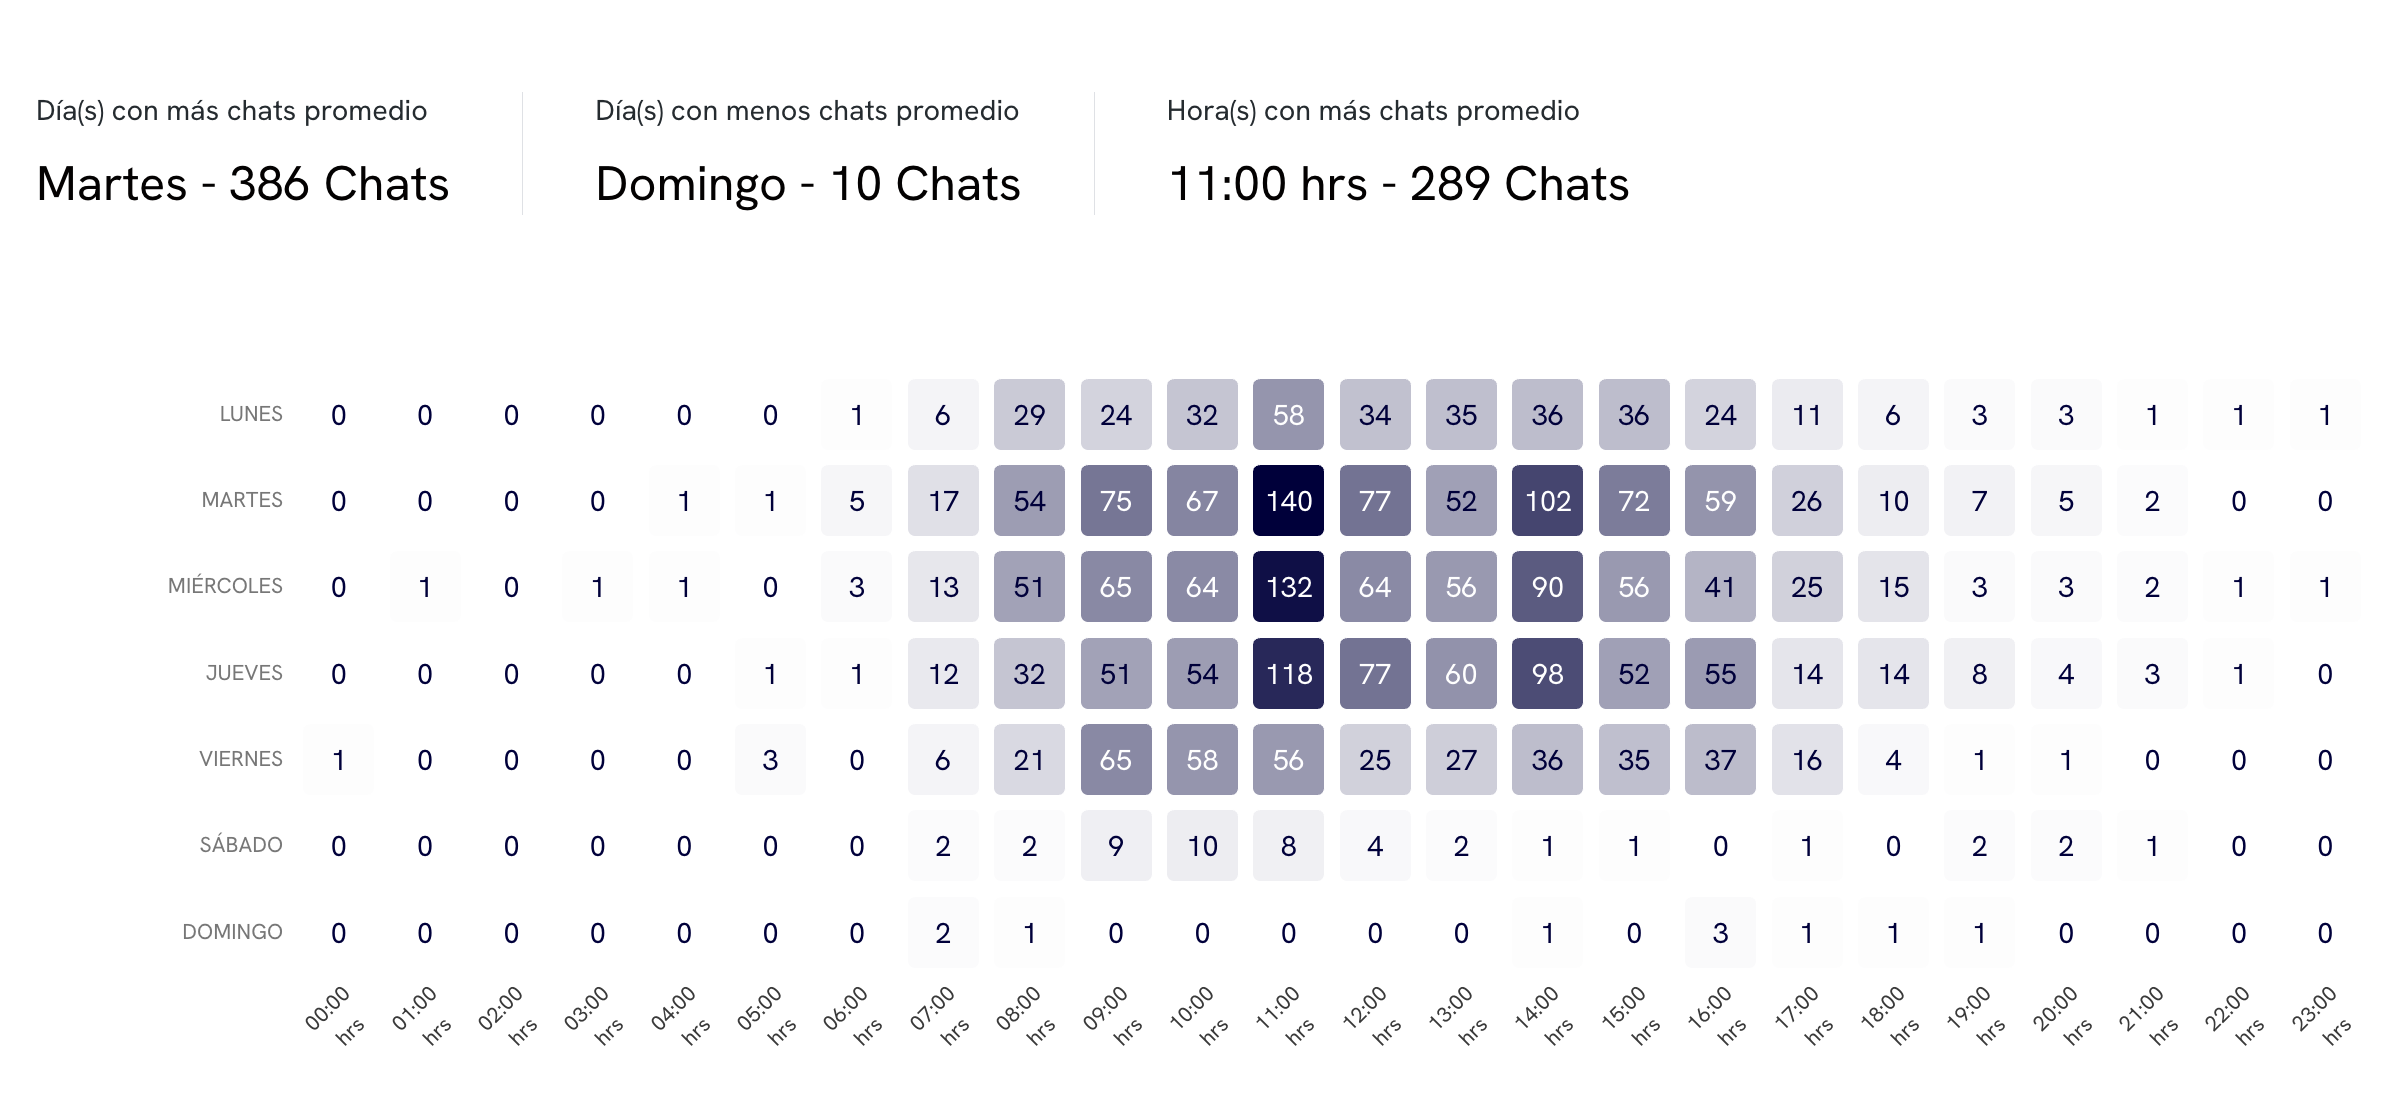 Día(s) con más chats promedio
Martes - 386 Chats
Día(s) con menos chats promedio
Domingo - 10 Chats
Hora(s) con más chats promedio
11:00 hrs - 289 Chats
LUNES 0 0 0 0 0 0 1 6 29 24 32 58 34 35 36 36 24 11 6 3 3 1 1 1
MARTES 0 0 0 0 1 1 5 17 54 75 67 140 77 52 102 72 59 26 10 7 5 2 0 0
MIÉRCOLES 0 1 0 1 1 0 3 13 51 65 64 132 64 56 90 56 41 25 15 3 3 2 1 1
JUEVES 0 0 0 0 0 1 1 12 32 51 54 118 77 60 98 52 55 14 14 8 4 3 1 0
VIERNES 1 0 0 0 0 3 0 6 21 65 58 56 25 27 36 35 37 16 4 1 1 0 0 0
SÁBADO 0 0 0 0 0 0 0 2 2 9 10 8 4 2 1 1 0 1 0 2 2 1 0 0
DOMINGO 0 0 0 0 0 0 0 2 1 0 0 0 0 0 1 0 3 1 1 1 0 0 0 0
00:00 hrs 01:00 hrs 02:00 hrs 03:00 hrs 04:00 hrs 05:00 hrs 06:00 hrs 07:00 hrs 08:00 hrs 09:00 hrs 10:00 hrs 11:00 hrs 12:00 hrs 13:00 hrs 14:00 hrs 15:00 hrs 16:00 hrs 17:00 hrs 18:00 hrs 19:00 hrs 20:00 hrs 21:00 hrs 22:00 hrs 23:00 hrs